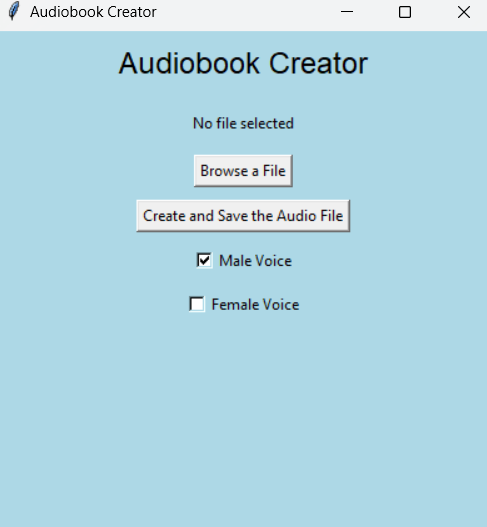 Audiobook Creator
Audiobook Creator
No file selected
Browse a File
Create and Save the Audio File
Male Voice
Female Voice